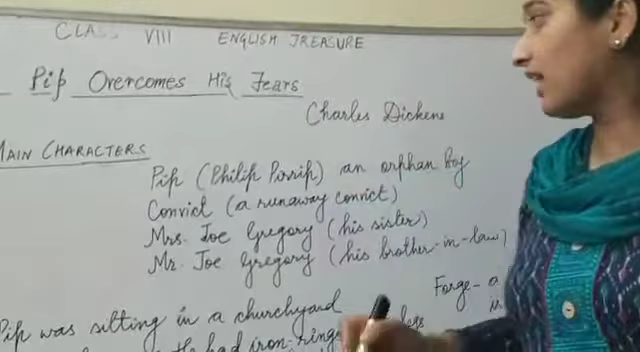 CLASS VIII ENGLISH TREASURE
Pip Overcomes His Fears
Charles Dickens
MAIN CHARACTERS
Pip (Philip Pirrip) an orphan boy
Convict (a runaway convict)
Mrs. Joe Gregory (his sister)
Mr. Joe Gregory (his brother-in-law)
Forge - a
Pip was sitting in a churchyard
had iron-rings